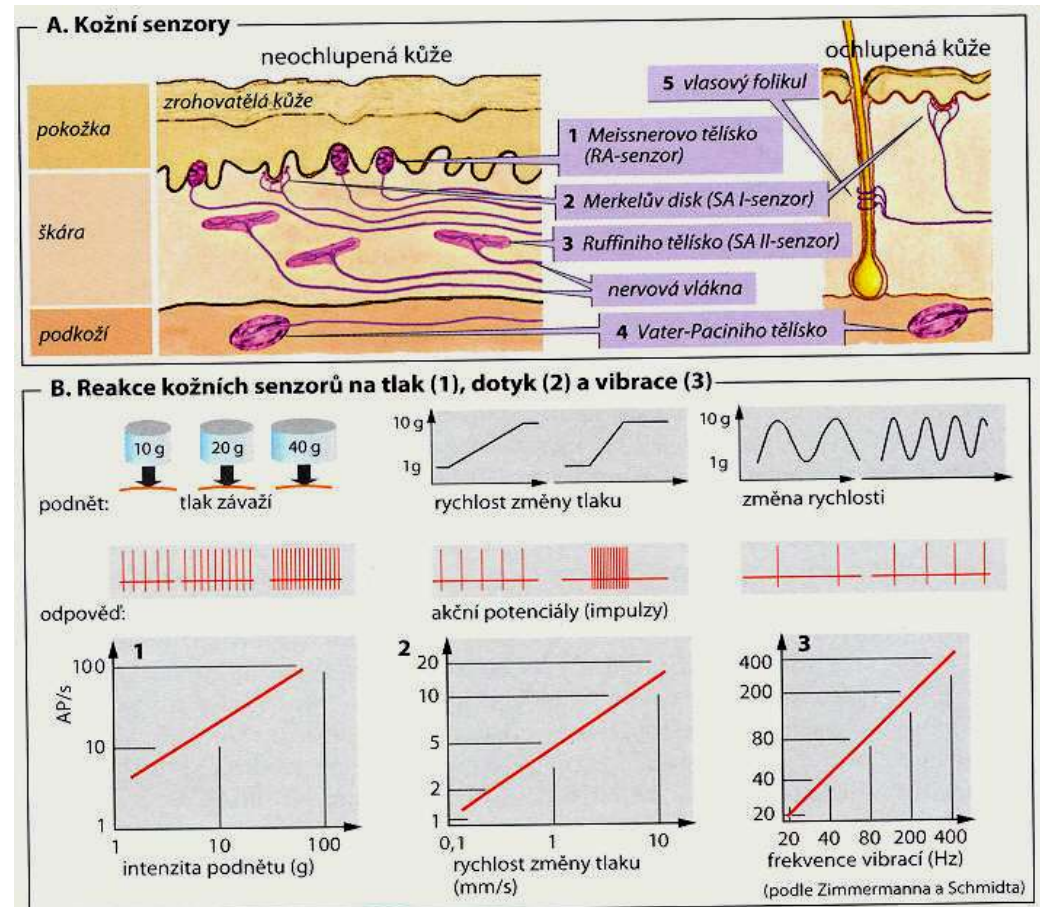 A. Kožní senzory
neochlupená kůže
ochlupená kůže
zrohovatělá kůže
pokožka
škára
podkoží
5 vlasový folikul
1 Meissnerovo tělísko
(RA-senzor)
2 Merkelův disk (SA I-senzor)
3 Ruffiniho tělísko (SA II-senzor)
nervová vlákna
4 Vater-Paciniho tělísko
B. Reakce kožních senzorů na tlak (1), dotyk (2) a vibrace (3)
10 g
20 g
40 g
podnět:
tlak závaží
10 g
1g
rychlost změny tlaku
10 g
1g
změna rychlosti
odpověď:
akční potenciály (impulzy)
1
AP/s
100
10
1
1 10 100
intenzita podnětu (g)
2
20
10
5
2
1
0,1 1 10
rychlost změny tlaku
(mm/s)
3
400
200
80
40
20
20 40 80 200 400
frekvence vibrací (Hz)
(podle Zimmermanna a Schmidta)